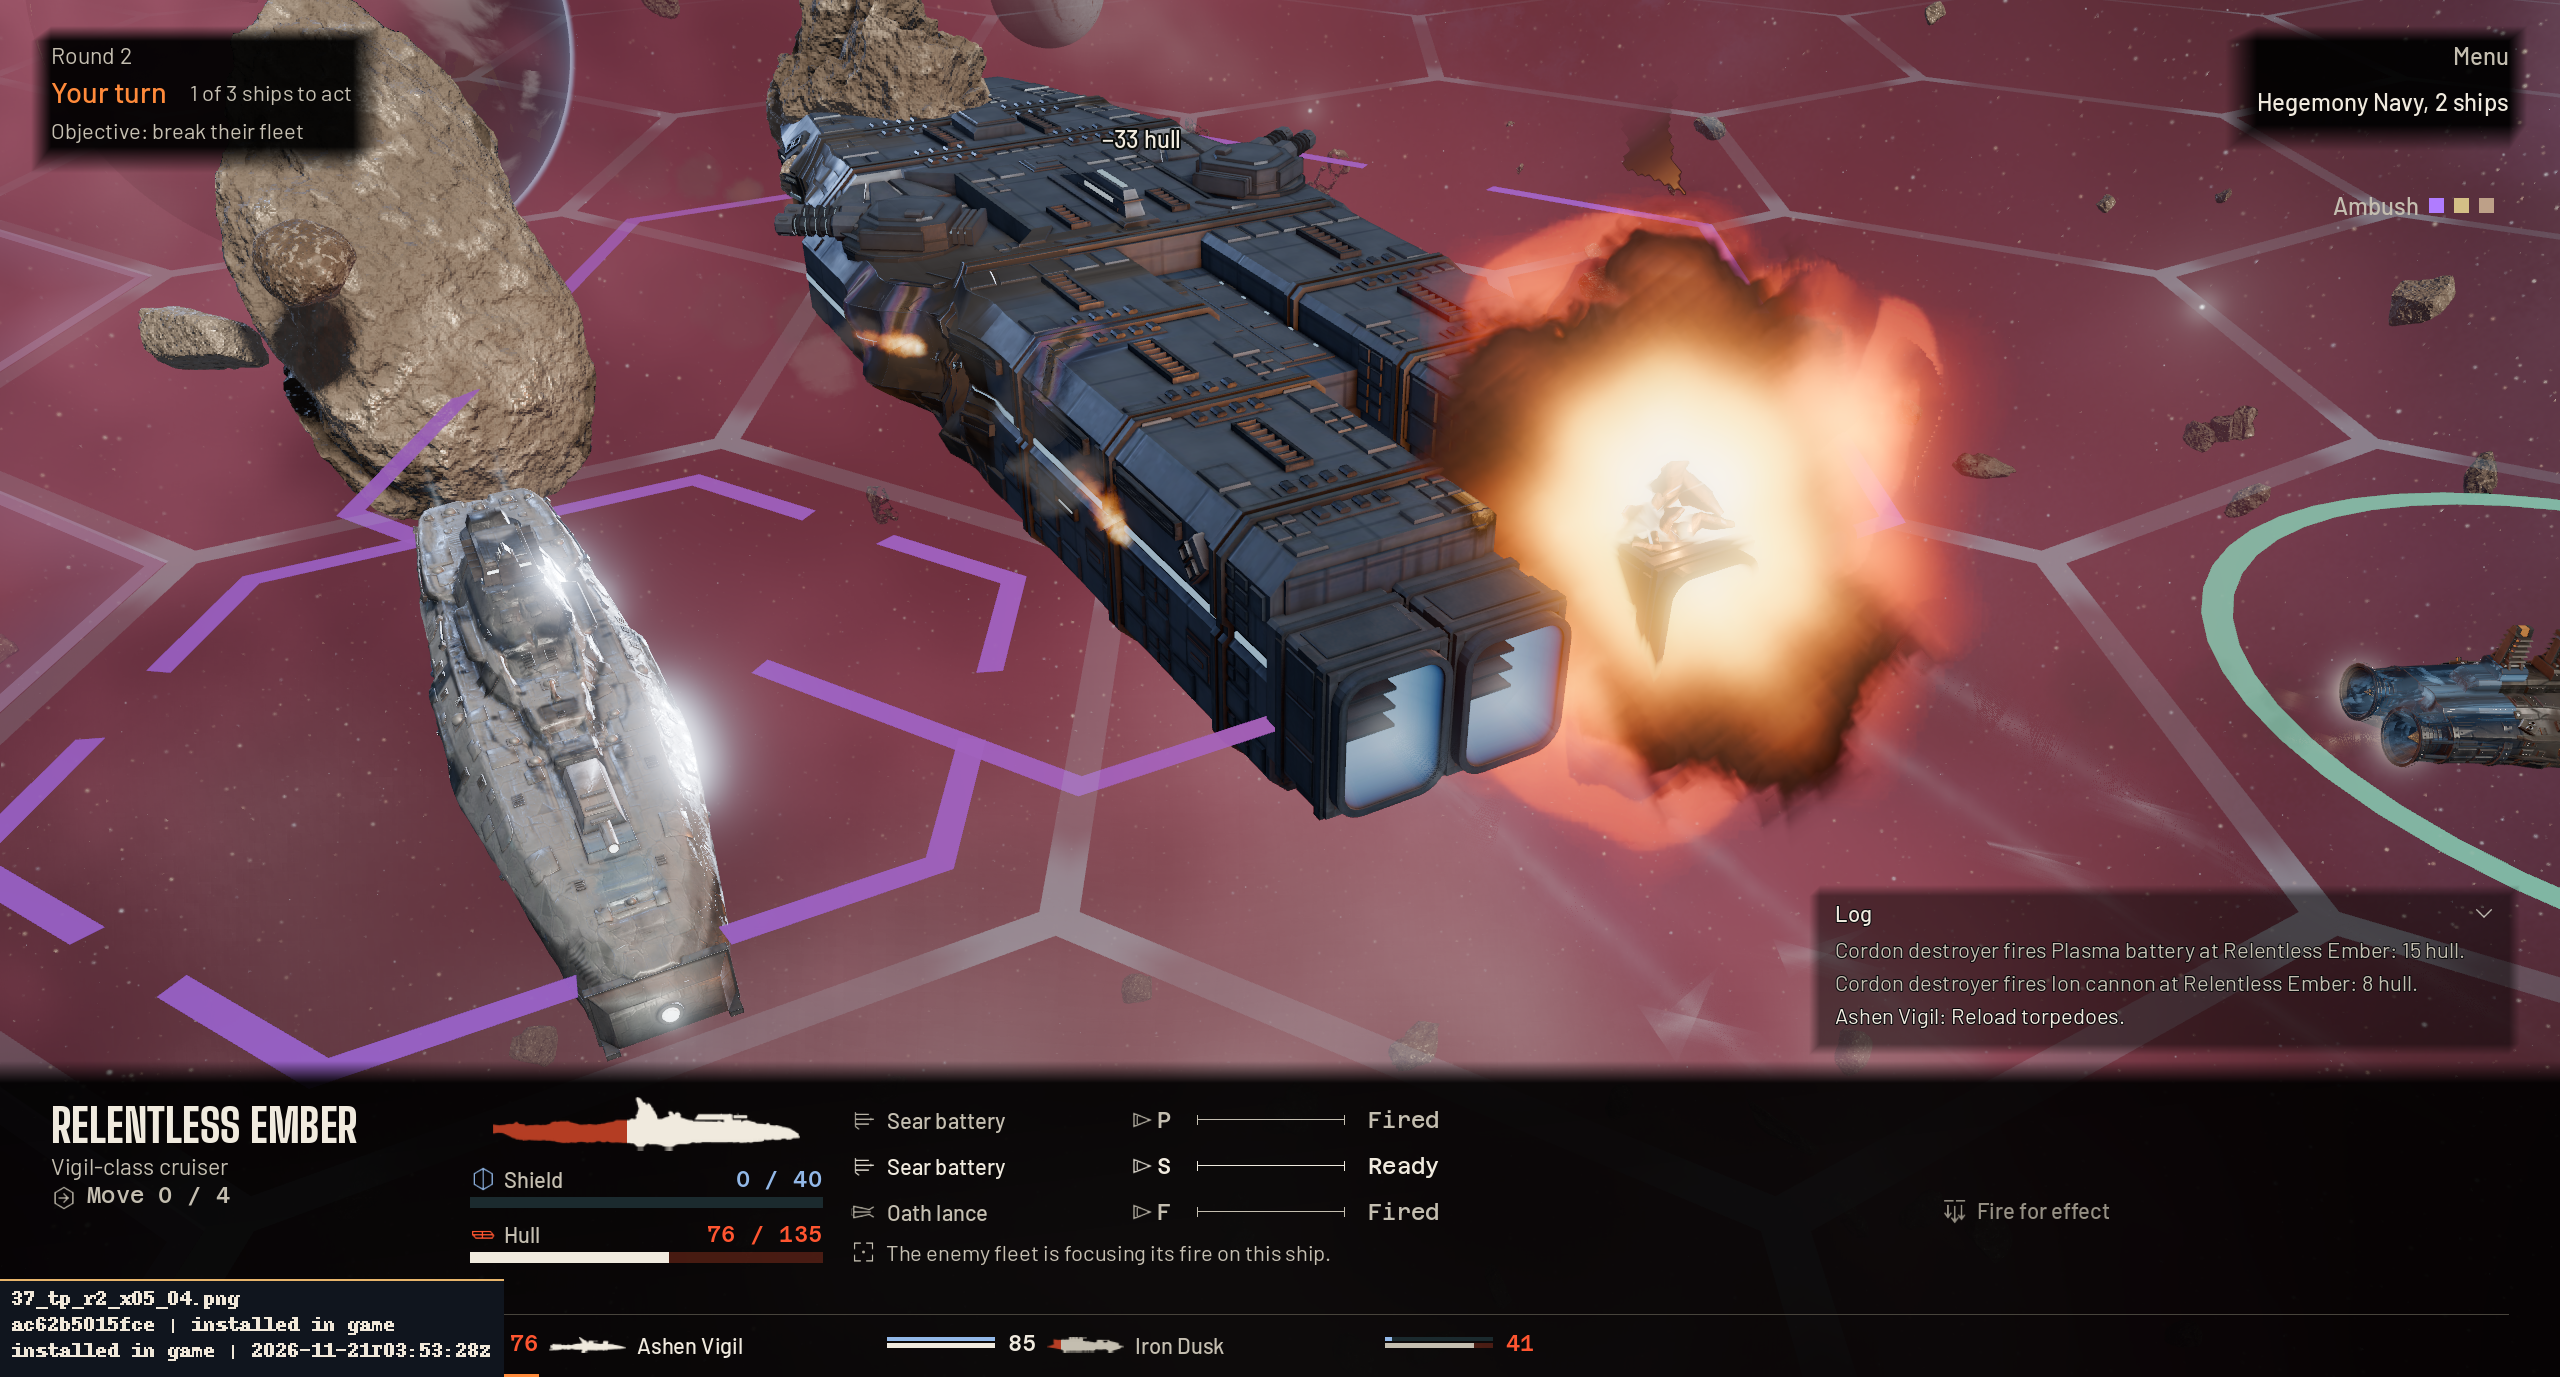 Round 2
Your turn 1 of 3 ships to act
Objective: break their fleet
Menu
Hegemony Navy, 2 ships
Ambush
−33 hull
Log
Cordon destroyer fires Plasma battery at Relentless Ember: 15 hull.
Cordon destroyer fires Ion cannon at Relentless Ember: 8 hull.
Ashen Vigil: Reload torpedoes.
RELENTLESS EMBER
Vigil-class cruiser
Move 0 / 4
Shield 0 / 40
Hull 76 / 135
Sear battery P Fired
Sear battery S Ready
Oath lance F Fired
The enemy fleet is focusing its fire on this ship.
Fire for effect
37_tp_r2_x05_04.png
ac62b5015fce | installed in game
installed in game | 2026-11-21T03:53:28Z
76 Ashen Vigil 85 Iron Dusk 41